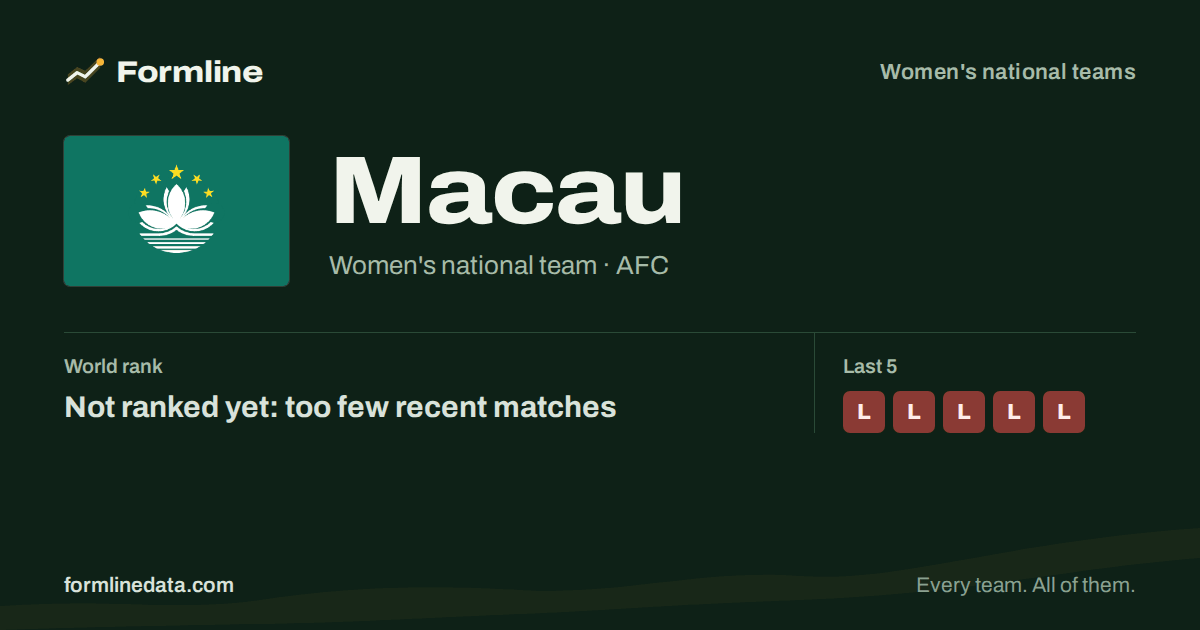 Formline
Women's national teams
Macau
Women's national team · AFC
World rank
Not ranked yet: too few recent matches
Last 5
L L L L L
formlinedata.com
Every team. All of them.